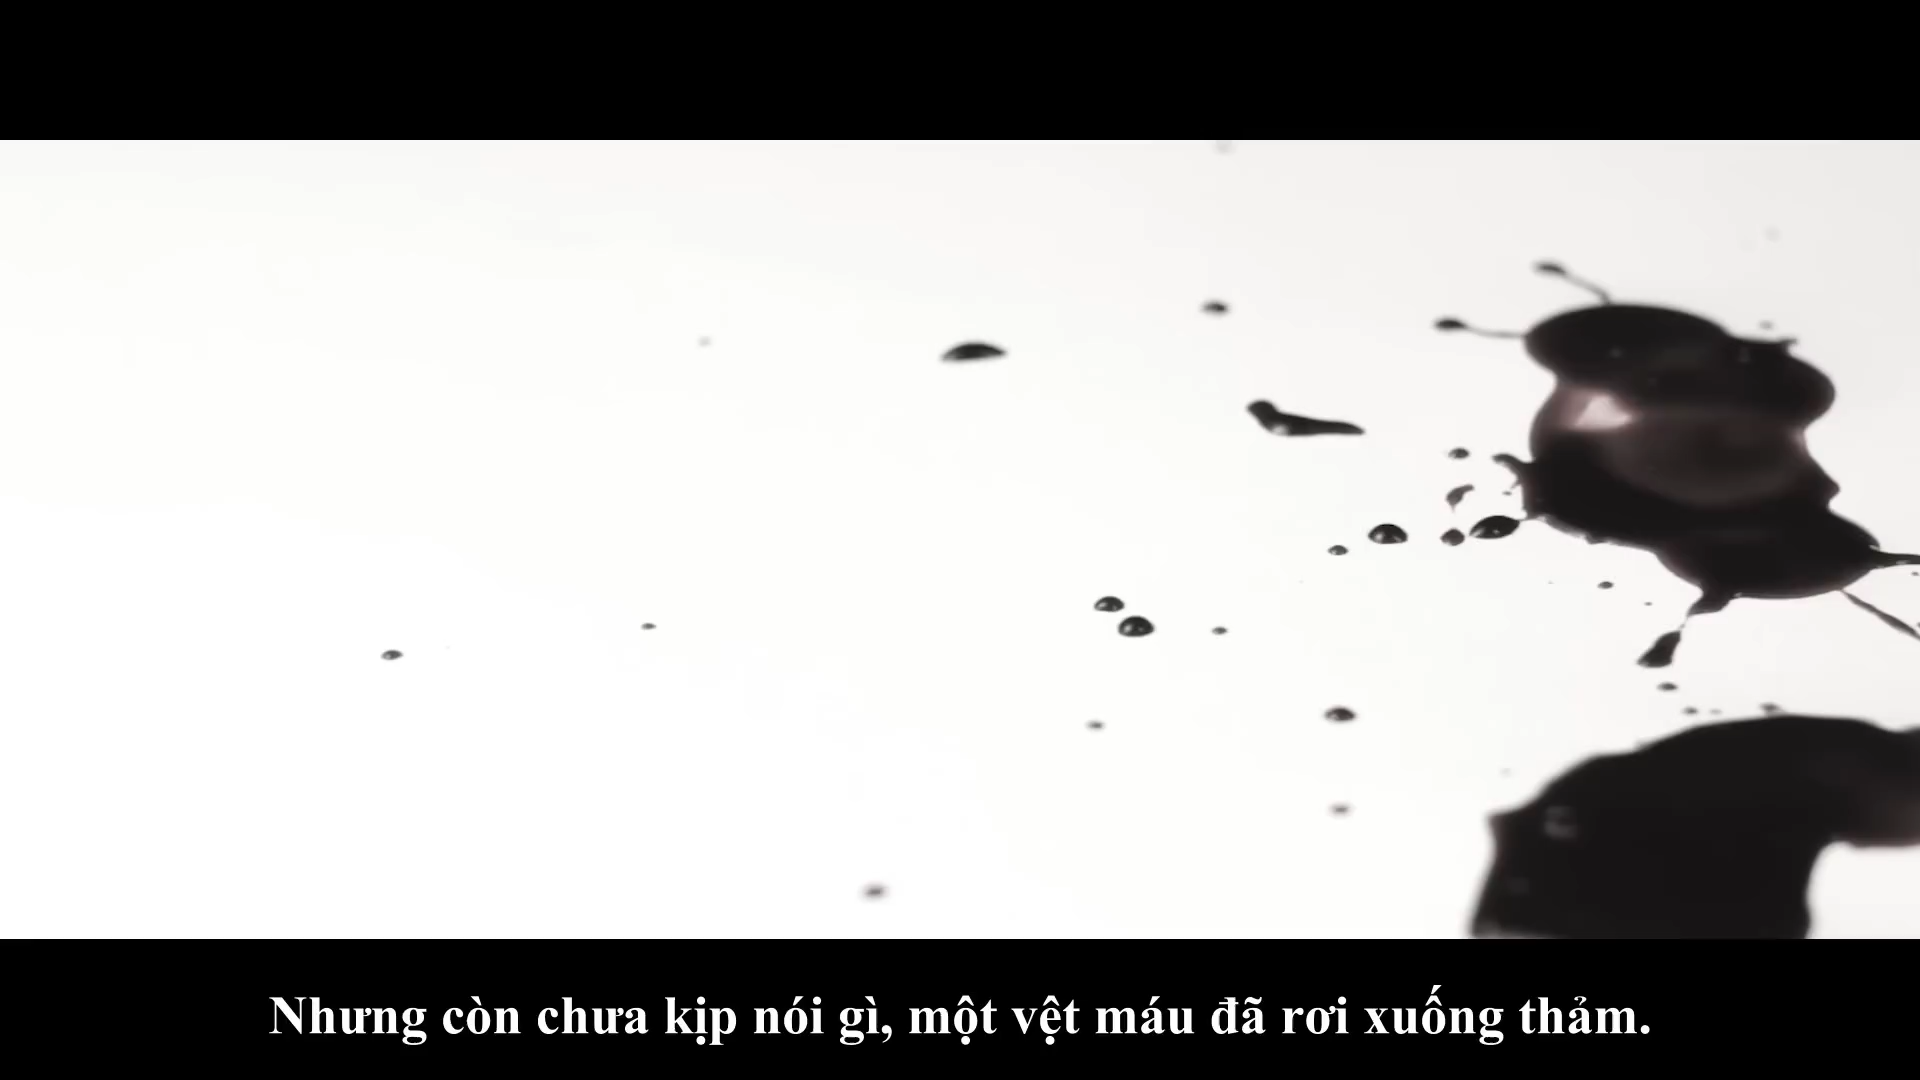 Nhưng còn chưa kịp nói gì, một vệt máu đã rơi xuống thảm.